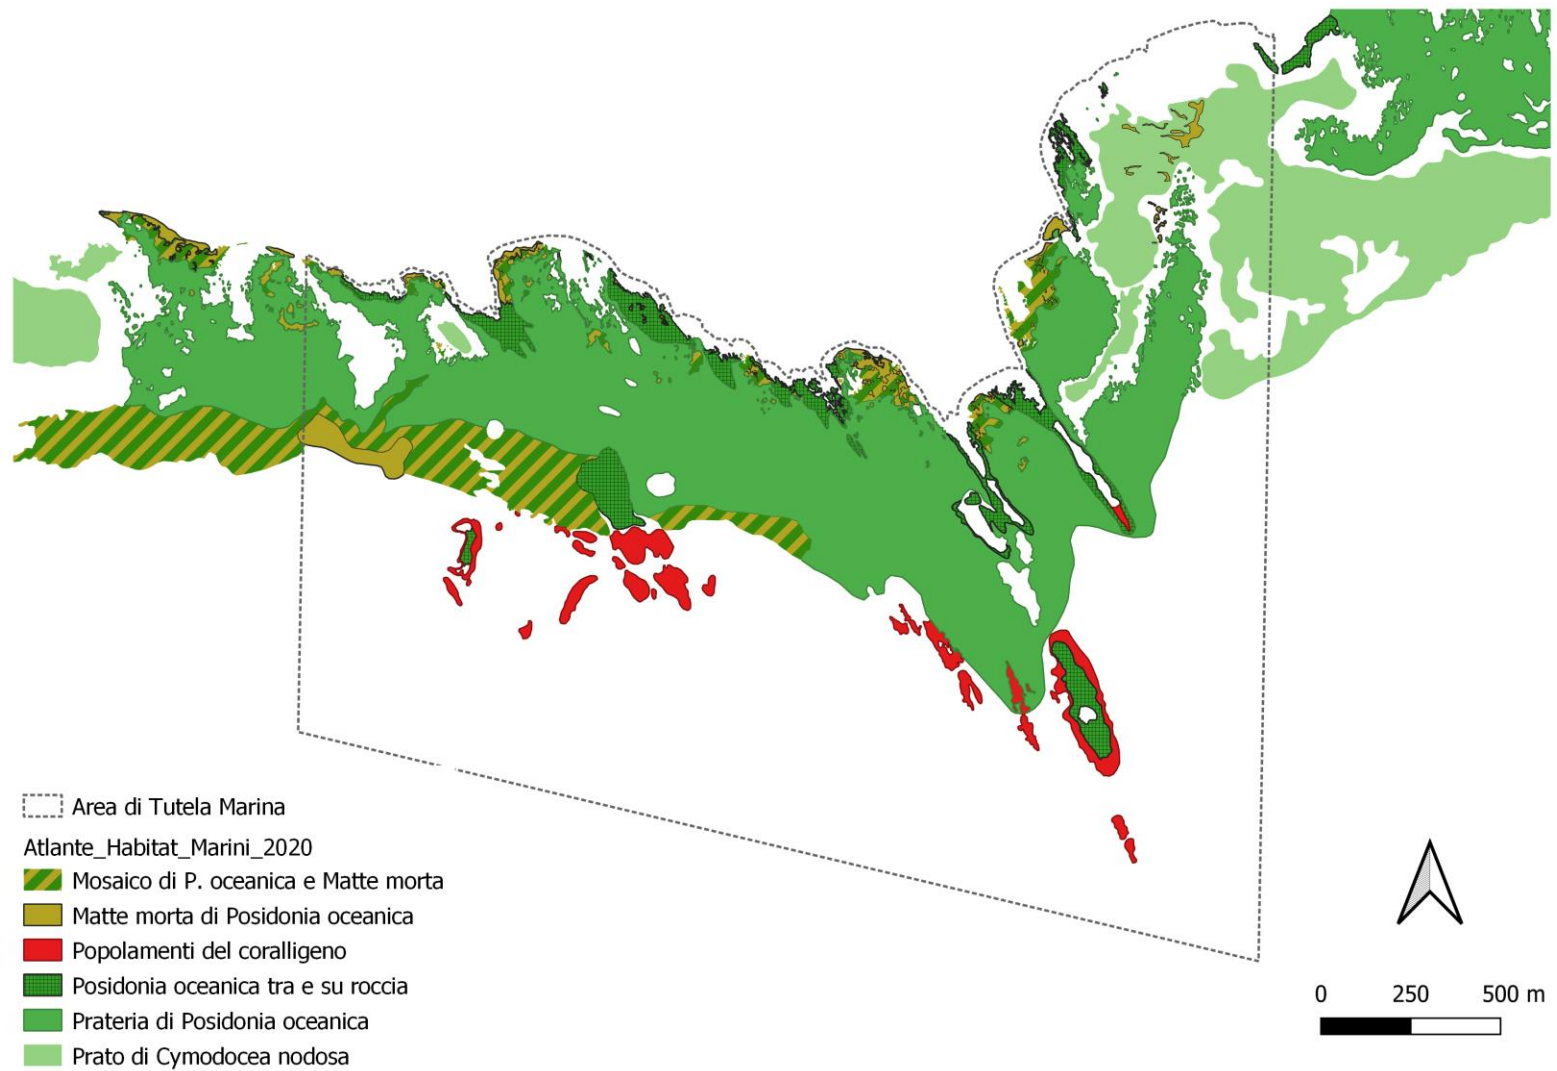 Area di Tutela Marina
Atlante_Habitat_Marini_2020
Mosaico di P. oceanica e Matte morta
Matte morta di Posidonia oceanica
Popolamenti del coralligeno
Posidonia oceanica tra e su roccia
Prateria di Posidonia oceanica
Prato di Cymodocea nodosa
0 250 500 m